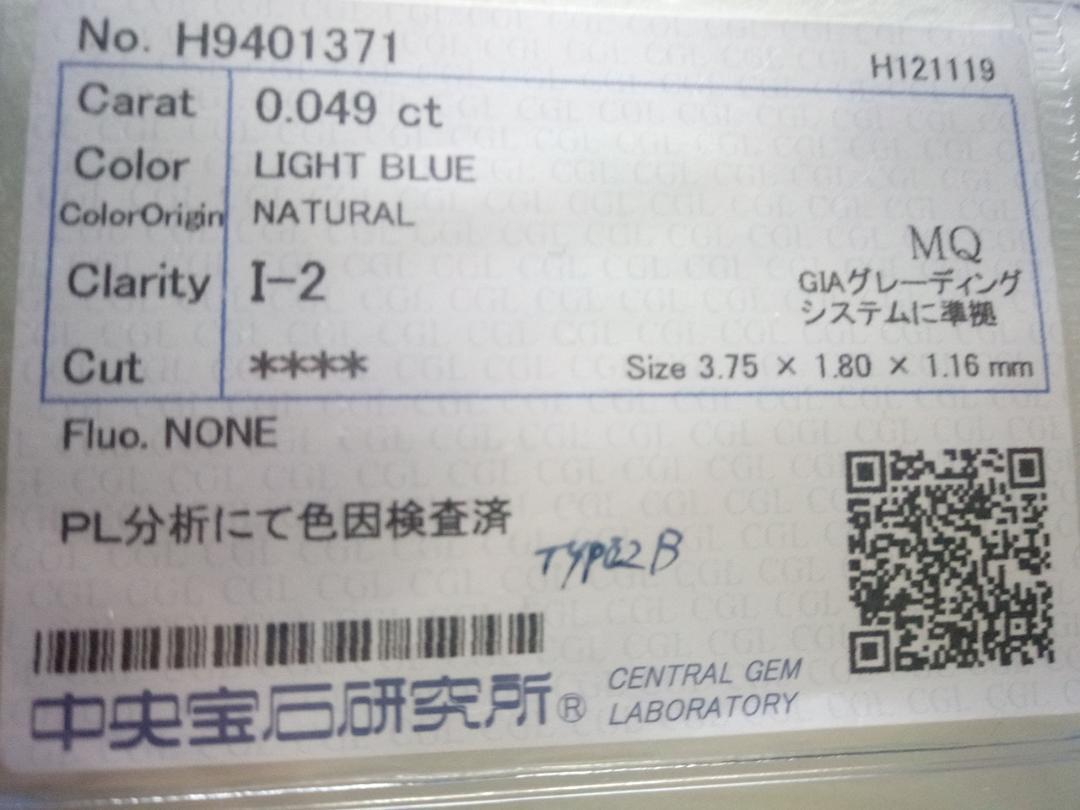 No. H9401371
H121119
Carat 0.049 ct
Color LIGHT BLUE
ColorOrigin NATURAL
Clarity I-2
MQ
GIAグレーディング
システムに準拠
Cut ****
Size 3.75 × 1.80 × 1.16 mm
Fluo. NONE
PL分析にて色因検査済
TYPE2B
中央宝石研究所®
CENTRAL GEM
LABORATORY